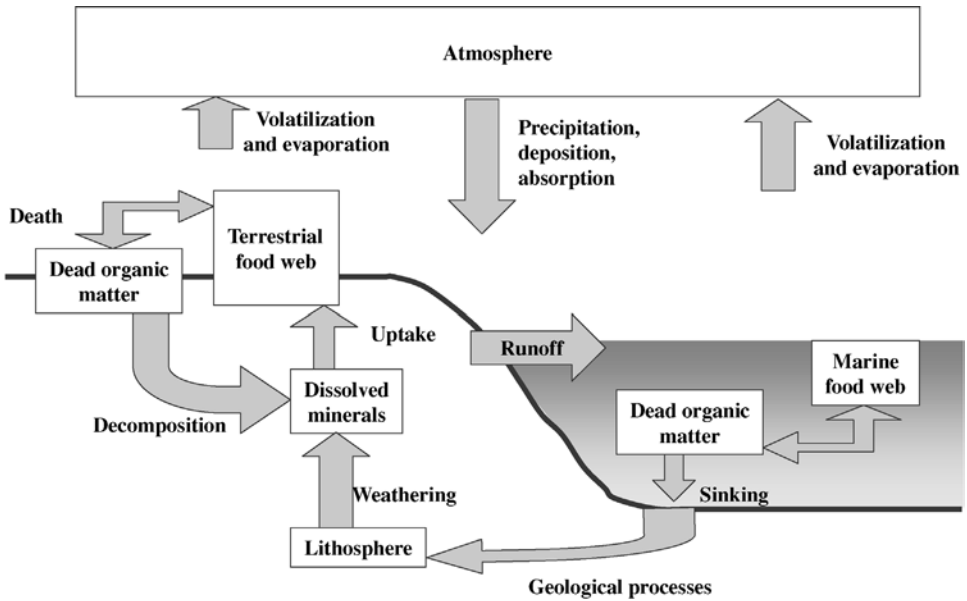 Atmosphere
Volatilization
and evaporation
Precipitation,
deposition,
absorption
Volatilization
and evaporation
Death
Terrestrial
food web
Dead organic
matter
Uptake
Runoff
Marine
food web
Dissolved
minerals
Decomposition
Dead organic
matter
Weathering
Sinking
Lithosphere
Geological processes